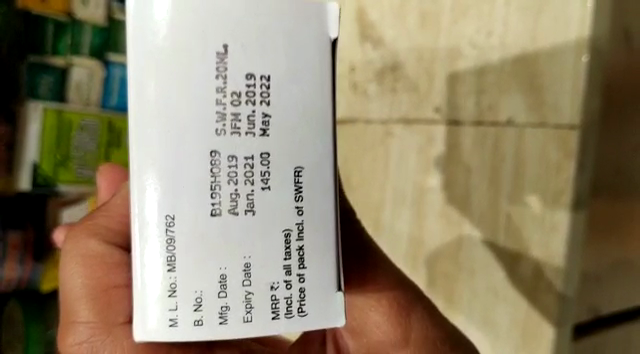 M. L. No.: MB/09/762
B. No.: B195H089 S.W.F.R.20ML.
Mfg. Date : Aug. 2019 JFM 02
Expiry Date : Jan. 2021 Jun. 2019
MRP ₹: 145.00 May 2022
(Incl. of all taxes)
(Price of pack Incl. of SWFR)